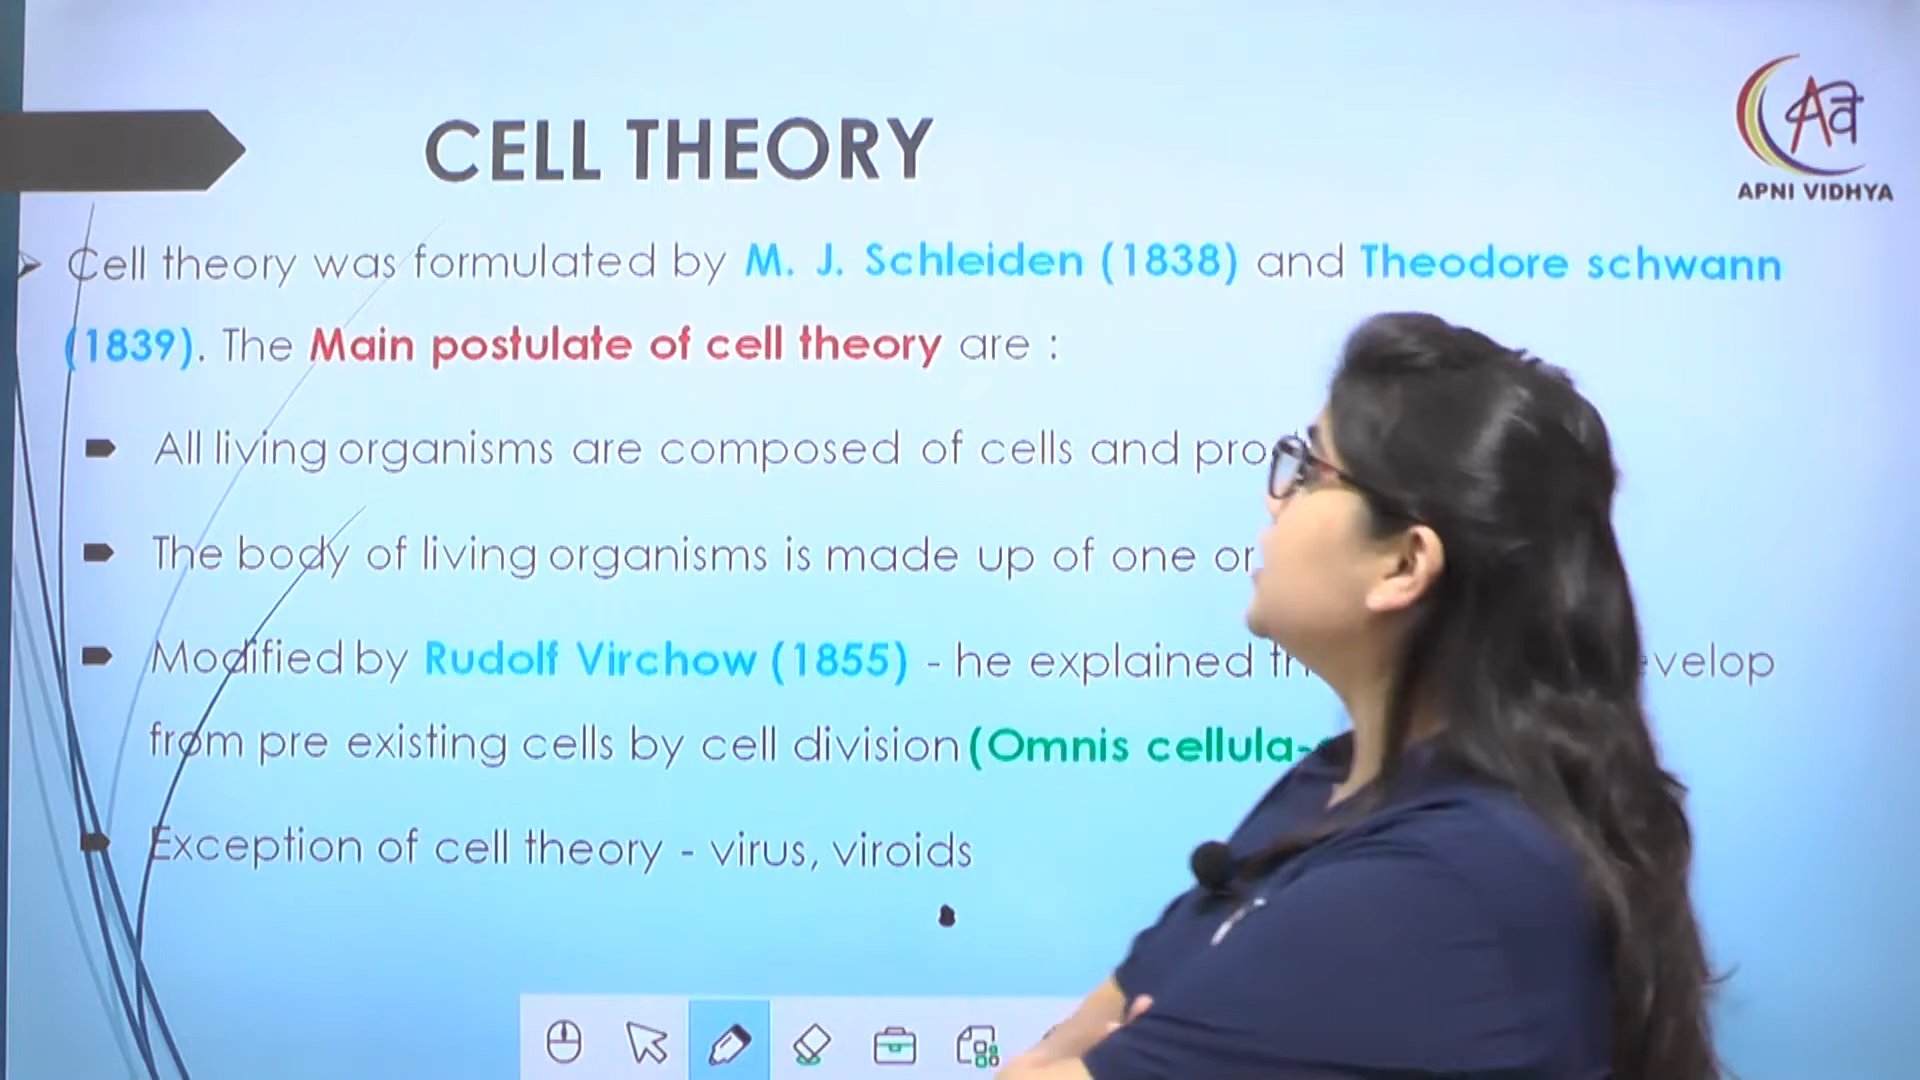 CELL THEORY
Aवि
APNI VIDHYA
Cell theory was formulated by M. J. Schleiden (1838) and Theodore schwann
(1839). The Main postulate of cell theory are :
All living organisms are composed of cells and
The body of living organisms is made up of one or
Modified by Rudolf Virchow (1855) - he explained
from pre existing cells by cell division (Omnis cellula-
Exception of cell theory - virus, viroids